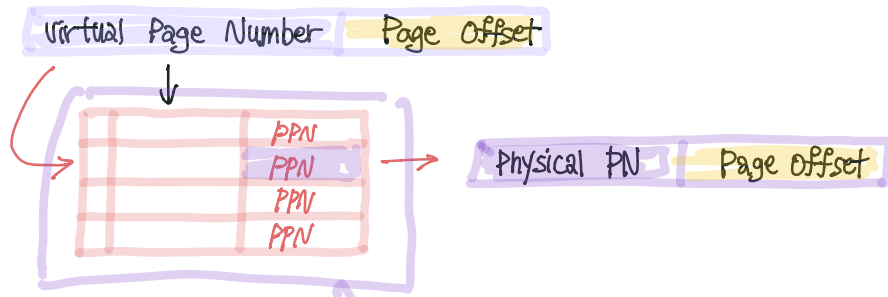 Virtual Page Number Page Offset
PPN
PPN
PPN
PPN
Physical PN Page Offset